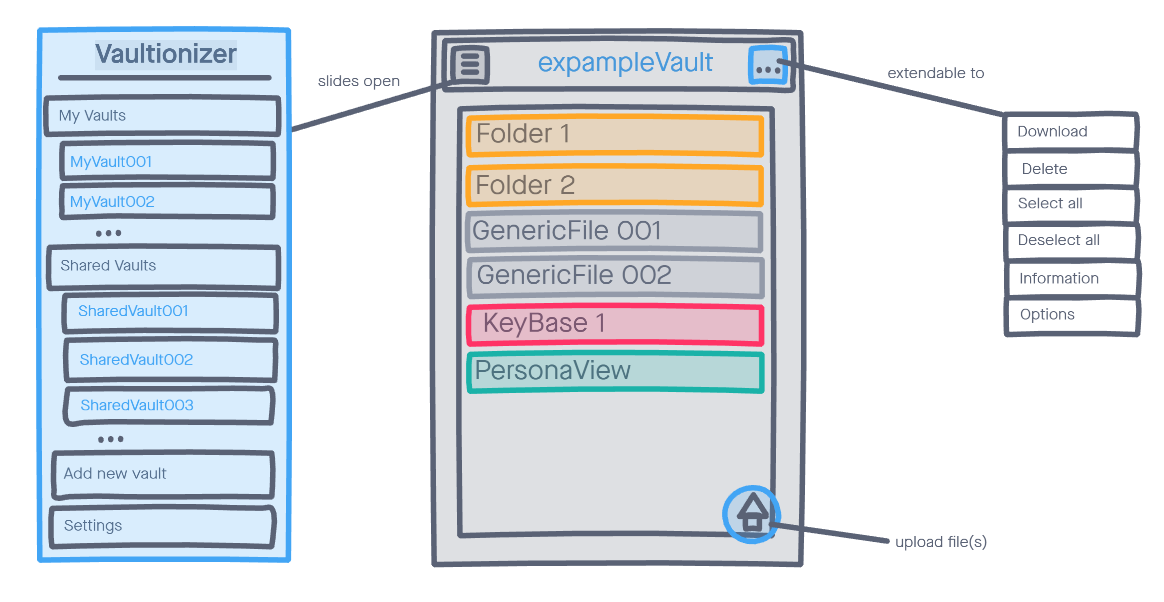 Vaultionizer
My Vaults
MyVault001
MyVault002
...
Shared Vaults
SharedVault001
SharedVault002
SharedVault003
...
Add new vault
Settings
slides open
expampleVault
...
Folder 1
Folder 2
GenericFile 001
GenericFile 002
KeyBase 1
PersonaView
upload file(s)
extendable to
Download
Delete
Select all
Deselect all
Information
Options